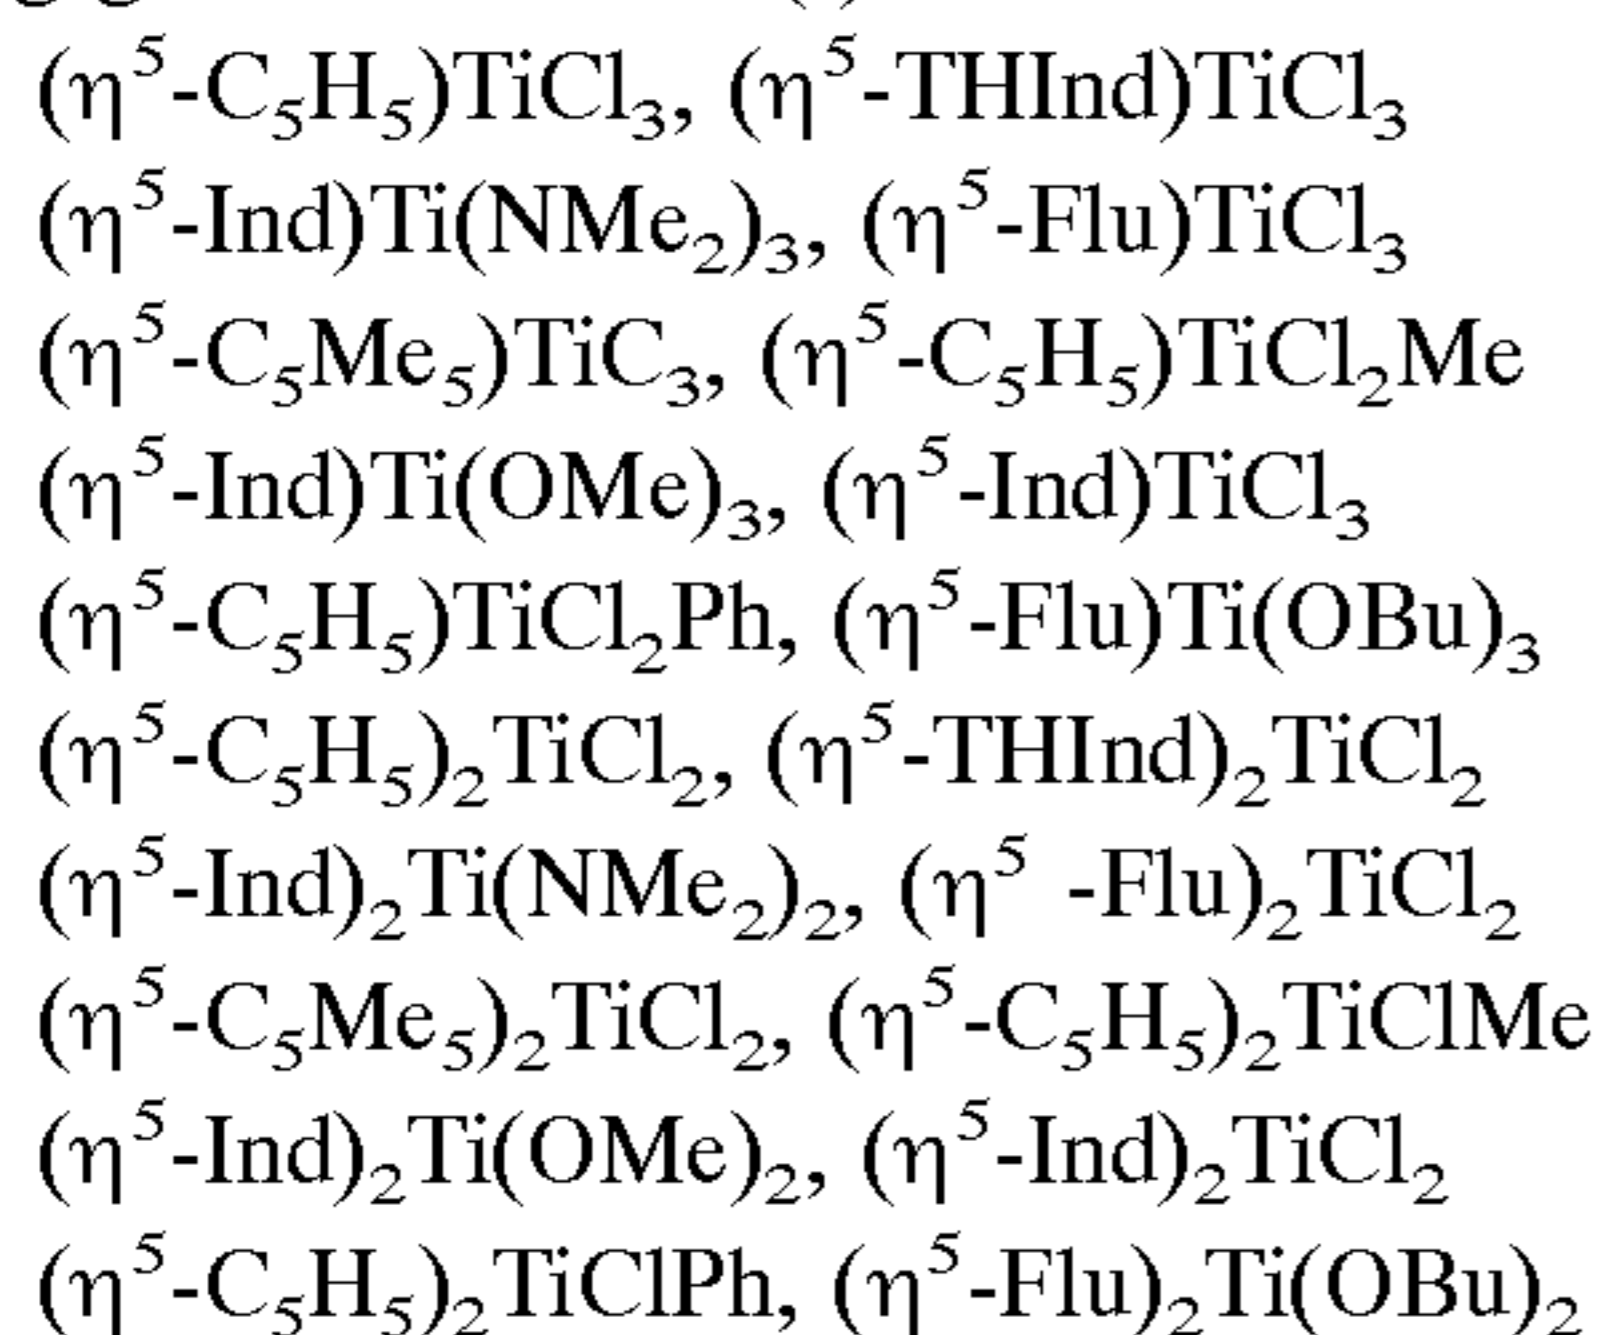 (η⁵-C₅H₅)TiCl₃, (η⁵-THInd)TiCl₃
(η⁵-Ind)Ti(NMe₂)₃, (η⁵-Flu)TiCl₃
(η⁵-C₅Me₅)TiC₃, (η⁵-C₅H₅)TiCl₂Me
(η⁵-Ind)Ti(OMe)₃, (η⁵-Ind)TiCl₃
(η⁵-C₅H₅)TiCl₂Ph, (η⁵-Flu)Ti(OBu)₃
(η⁵-C₅H₅)₂TiCl₂, (η⁵-THInd)₂TiCl₂
(η⁵-Ind)₂Ti(NMe₂)₂, (η⁵ -Flu)₂TiCl₂
(η⁵-C₅Me₅)₂TiCl₂, (η⁵-C₅H₅)₂TiClMe
(η⁵-Ind)₂Ti(OMe)₂, (η⁵-Ind)₂TiCl₂
(η⁵-C₅H₅)₂TiClPh, (η⁵-Flu)₂Ti(OBu)₂